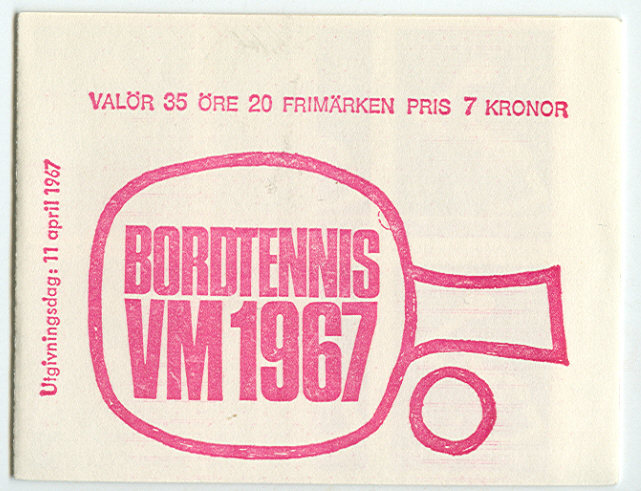 VALÖR 35 ÖRE 20 FRIMÄRKEN PRIS 7 KRONOR
Utgivningsdag: 11 april 1967
BORDTENNIS
VM 1967